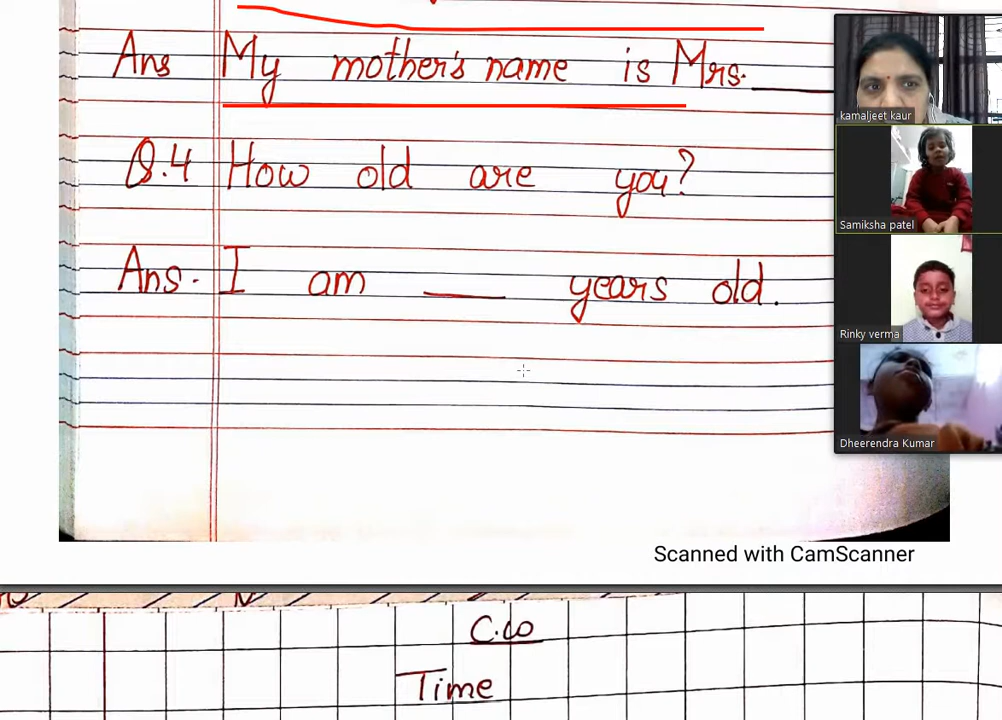 Ans My mother's name is Mrs.
Q.4 How old are you?
Ans. I am ___ years old.
Scanned with CamScanner
C.W
Time
kamaljeet kaur
Samiksha patel
Rinky verma
Dheerendra Kumar